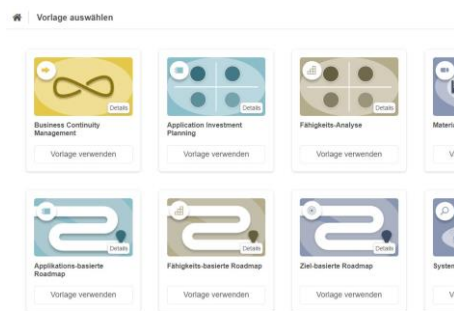 Vorlage auswählen
Details
Details
Details
Business Continuity
Management
Application Investment
Planning
Fähigkeits-Analyse
Vorlage verwenden
Vorlage verwenden
Vorlage verwenden
Details
Details
Details
Applikations-basierte
Roadmap
Fähigkeits-basierte Roadmap
Ziel-basierte Roadmap
System
Vorlage verwenden
Vorlage verwenden
Vorlage verwenden